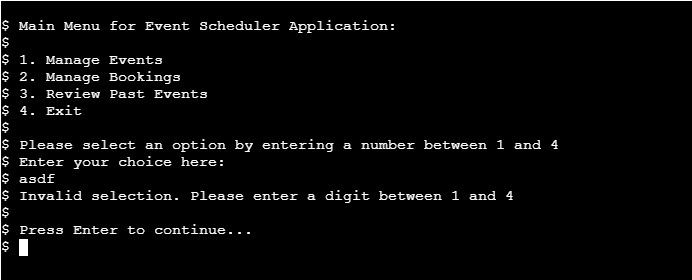 $ Main Menu for Event Scheduler Application:
$
$ 1. Manage Events
$ 2. Manage Bookings
$ 3. Review Past Events
$ 4. Exit
$
$ Please select an option by entering a number between 1 and 4
$ Enter your choice here:
$ asdf
$ Invalid selection. Please enter a digit between 1 and 4
$
$ Press Enter to continue...
$